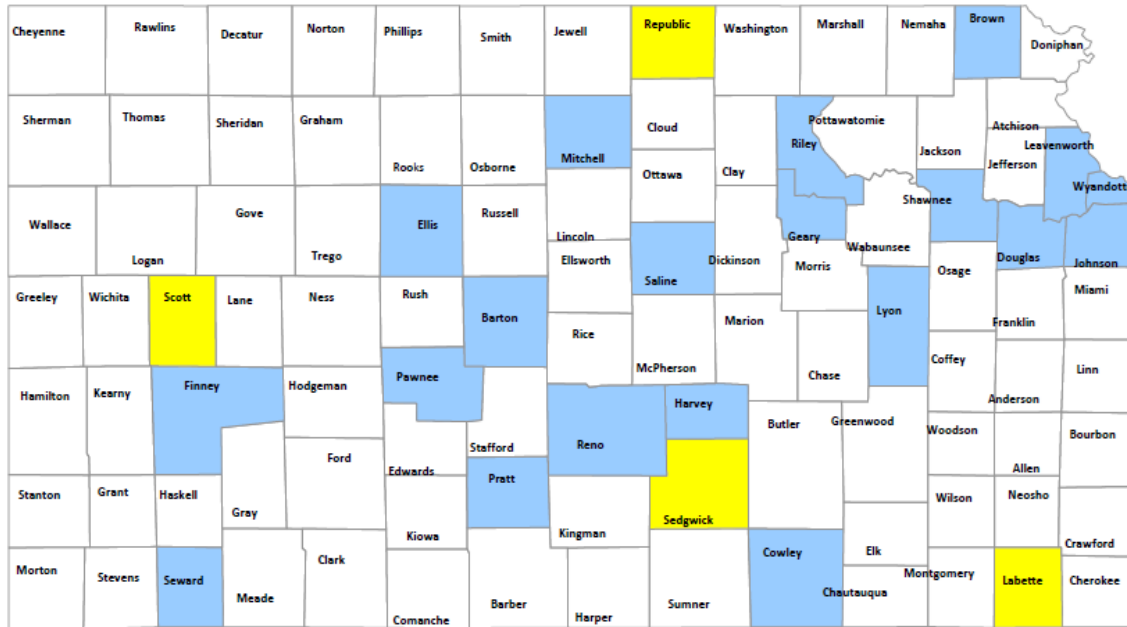 Cheyenne
Rawlins
Decatur
Norton
Phillips
Smith
Jewell
Republic
Washington
Marshall
Nemaha
Brown
Doniphan
Sherman
Thomas
Sheridan
Graham
Rooks
Osborne
Mitchell
Cloud
Ottawa
Clay
Riley
Pottawatomie
Jackson
Atchison
Jefferson
Leavenworth
Wyandott
Wallace
Logan
Gove
Trego
Ellis
Russell
Lincoln
Ellsworth
Saline
Dickinson
Geary
Morris
Wabaunsee
Shawnee
Osage
Douglas
Johnson
Miami
Greeley
Wichita
Scott
Lane
Ness
Rush
Barton
Rice
McPherson
Marion
Chase
Lyon
Coffey
Franklin
Anderson
Linn
Hamilton
Kearny
Finney
Hodgeman
Pawnee
Stafford
Edwards
Reno
Harvey
Butler
Greenwood
Woodson
Allen
Bourbon
Stanton
Grant
Haskell
Gray
Ford
Kiowa
Pratt
Kingman
Sedgwick
Elk
Wilson
Neosho
Crawford
Morton
Stevens
Seward
Meade
Clark
Comanche
Barber
Harper
Sumner
Cowley
Chautauqua
Montgomery
Labette
Cherokee